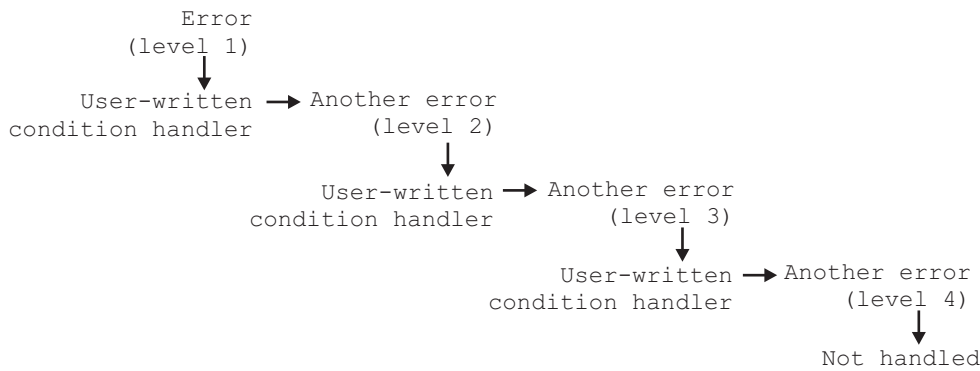 Error
(level 1)
User-written
condition handler
Another error
(level 2)
User-written
condition handler
Another error
(level 3)
User-written
condition handler
Another error
(level 4)
Not handled